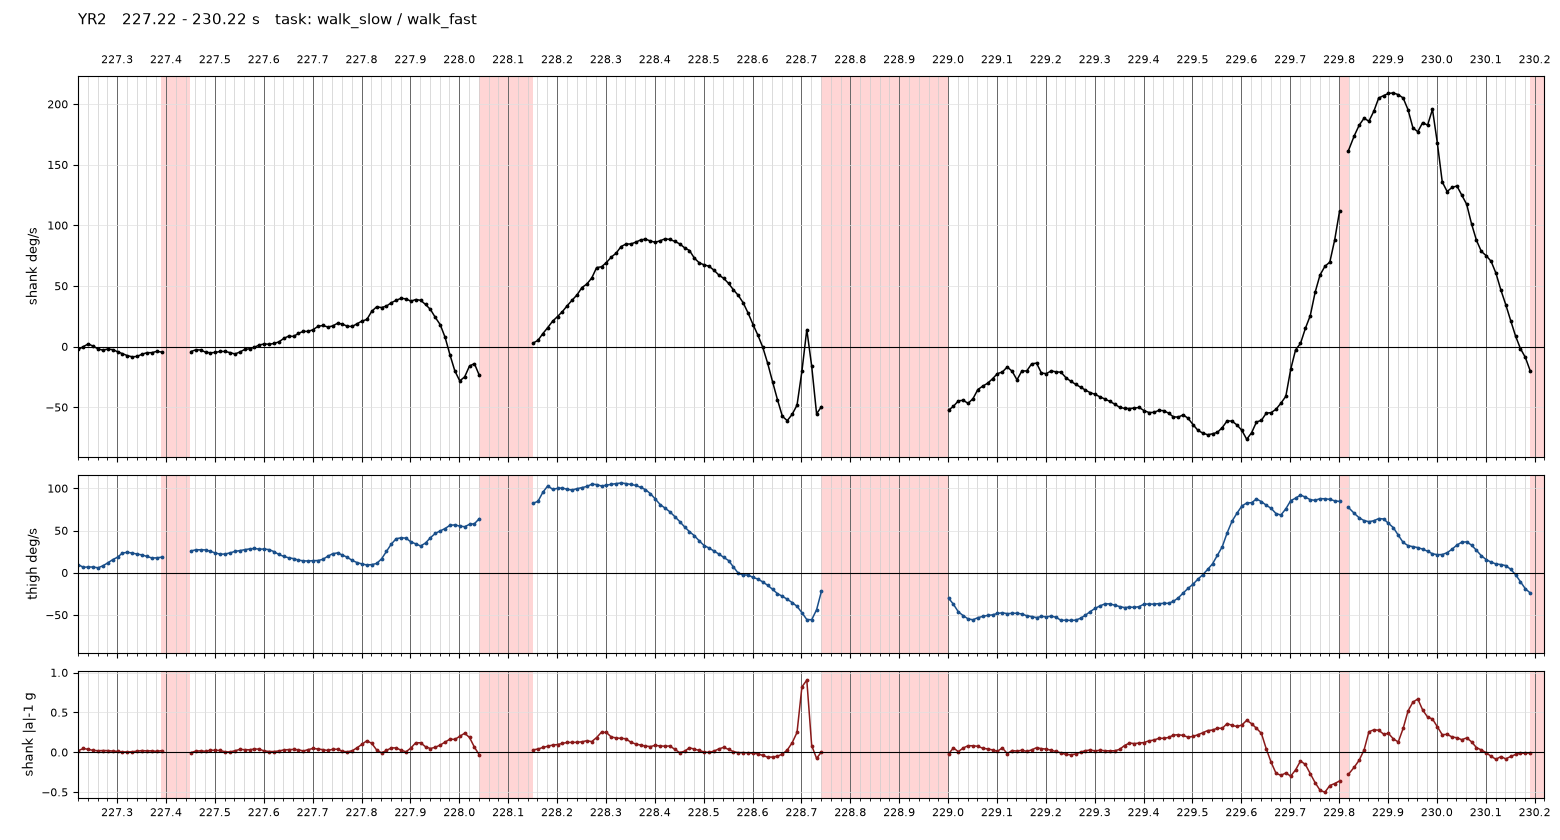 YR2   227.22 - 230.22 s   task: walk_slow / walk_fast
227.3 227.4 227.5 227.6 227.7 227.8 227.9 228.0 228.1 228.2 228.3 228.4 228.5 228.6 228.7 228.8 228.9 229.0 229.1 229.2 229.3 229.4 229.5 229.6 229.7 229.8 229.9 230.0 230.1 230.2
shank deg/s
200
150
100
50
0
−50
thigh deg/s
100
50
0
−50
shank |a|-1 g
1.0
0.5
0.0
−0.5
227.3 227.4 227.5 227.6 227.7 227.8 227.9 228.0 228.1 228.2 228.3 228.4 228.5 228.6 228.7 228.8 228.9 229.0 229.1 229.2 229.3 229.4 229.5 229.6 229.7 229.8 229.9 230.0 230.1 230.2